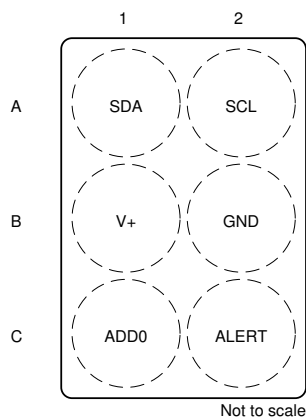 1 2
A SDA SCL
B V+ GND
C ADD0 ALERT
Not to scale